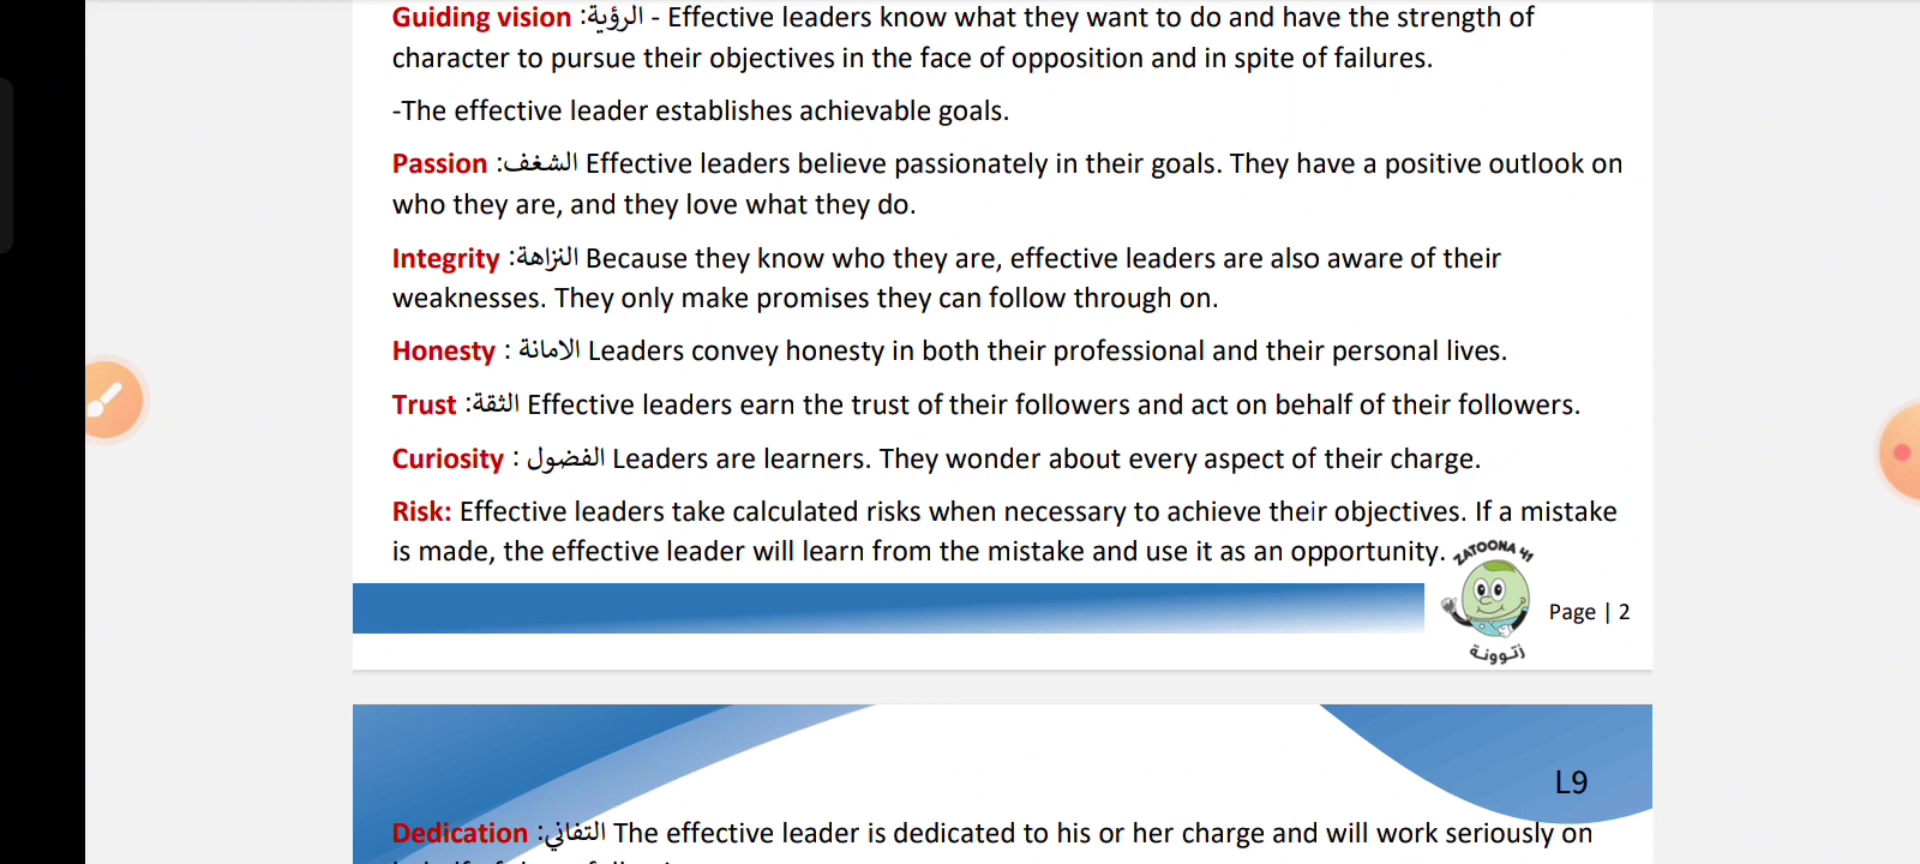 Guiding vision :الرؤية - Effective leaders know what they want to do and have the strength of
character to pursue their objectives in the face of opposition and in spite of failures.
-The effective leader establishes achievable goals.
Passion :الشغف Effective leaders believe passionately in their goals. They have a positive outlook on
who they are, and they love what they do.
Integrity :النزاهة Because they know who they are, effective leaders are also aware of their
weaknesses. They only make promises they can follow through on.
Honesty : الامانة Leaders convey honesty in both their professional and their personal lives.
Trust :الثقة Effective leaders earn the trust of their followers and act on behalf of their followers.
Curiosity : الفضول Leaders are learners. They wonder about every aspect of their charge.
Risk: Effective leaders take calculated risks when necessary to achieve their objectives. If a mistake
is made, the effective leader will learn from the mistake and use it as an opportunity.
ZATOONA 41
زتوونة
Page | 2
L9
Dedication :التفاني The effective leader is dedicated to his or her charge and will work seriously on